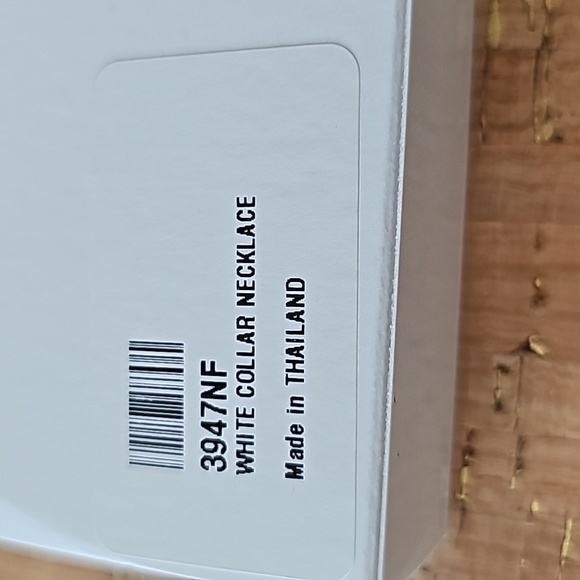 3947NF
WHITE COLLAR NECKLACE
Made in THAILAND